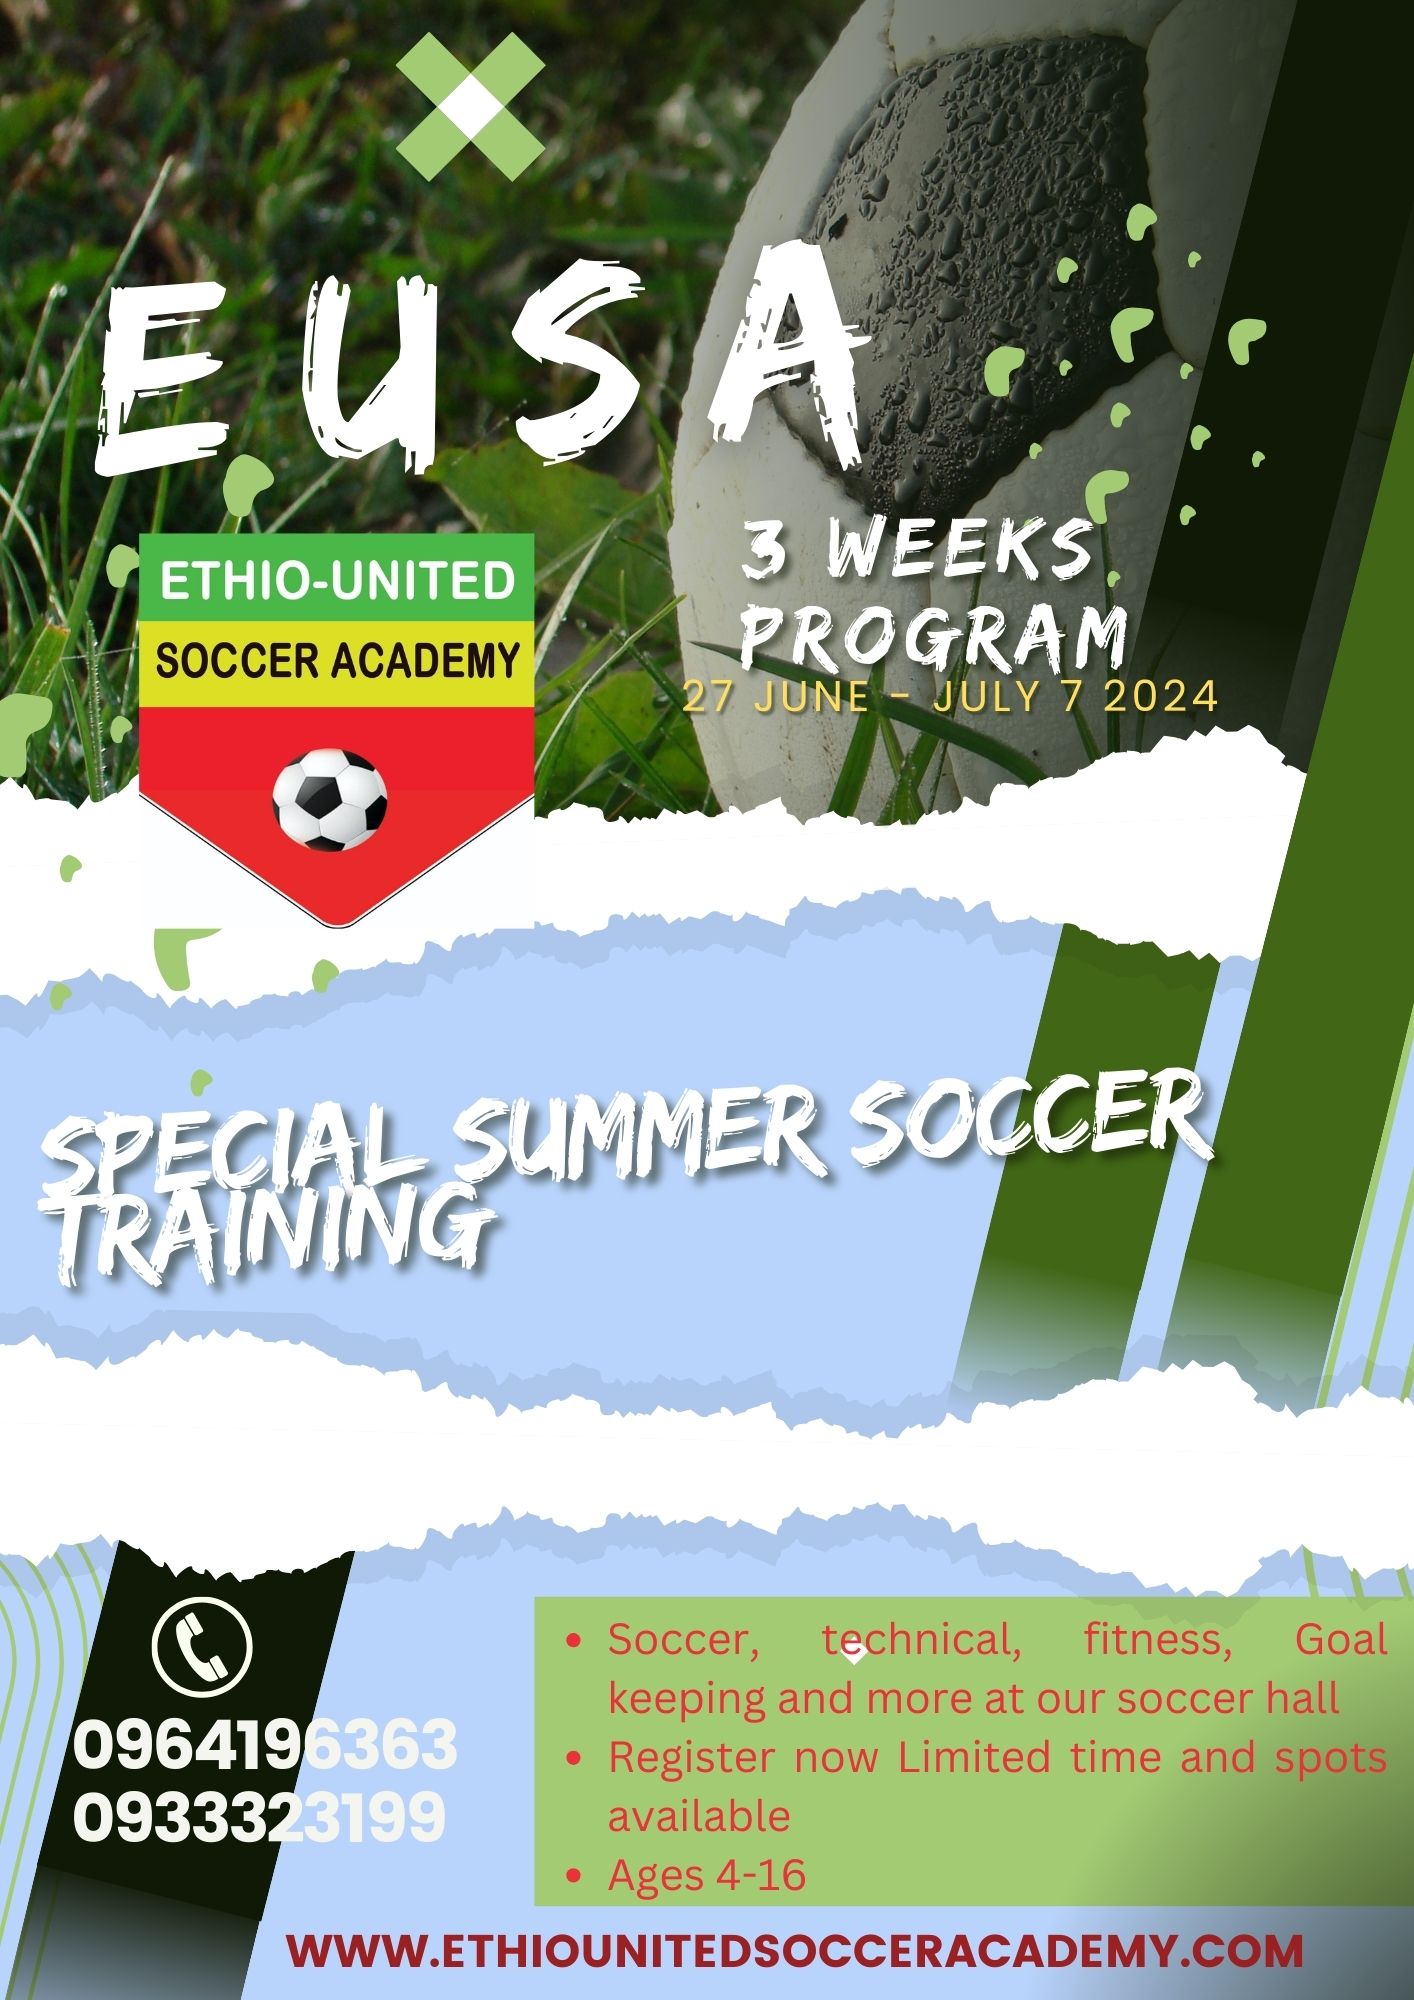 EUSA
ETHIO-UNITED
SOCCER ACADEMY
3 WEEKS
PROGRAM
27 JUNE - JULY 7 2024
SPECIAL SUMMER SOCCER
TRAINING
0964196363
0933323199
• Soccer, technical, fitness, Goal
keeping and more at our soccer hall
• Register now Limited time and spots
available
• Ages 4-16
WWW.ETHIOUNITEDSOCCERACADEMY.COM